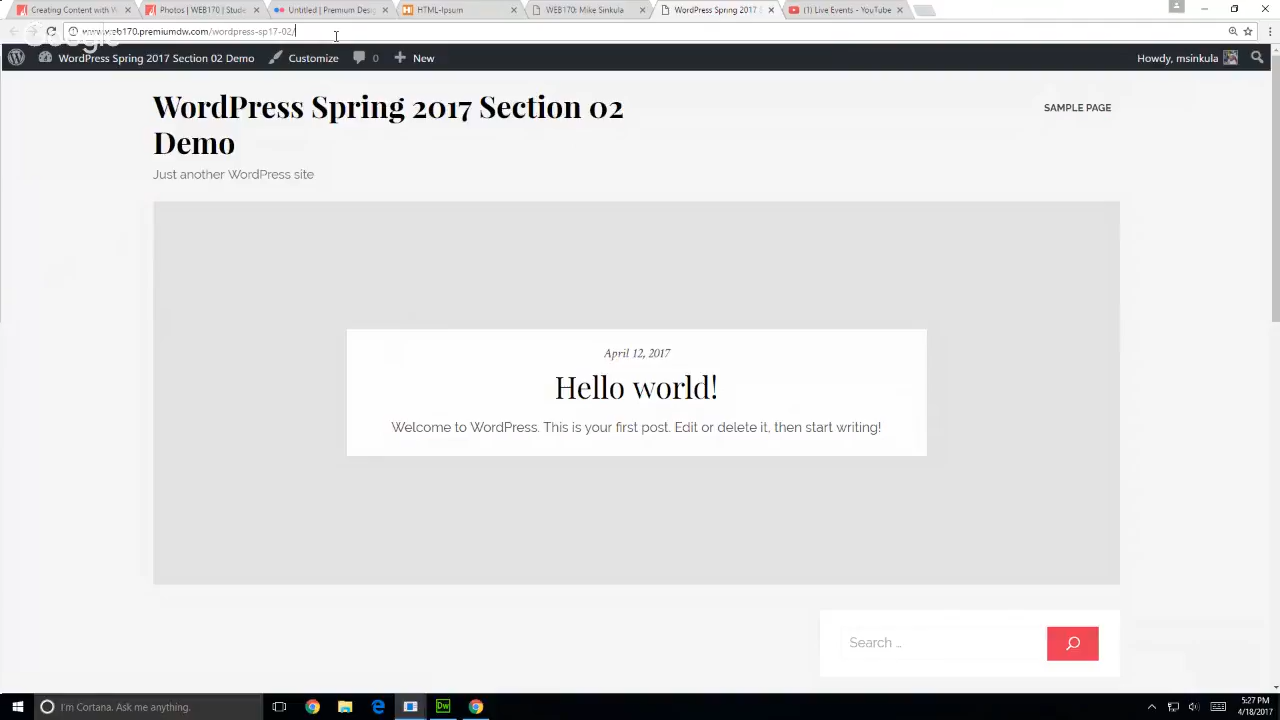 Creating Content with W
Photos | WEB170 | Stude
Untitled | Premium Desig
HTML-Ipsum
WEB170: Mike Sinkula
WordPress Spring 2017 S
(1) Live Events - YouTube
www.web170.premiumdw.com/wordpress-sp17-02/
Google
WordPress Spring 2017 Section 02 Demo
Customize
0
New
Howdy, msinkula
WordPress Spring 2017 Section 02
Demo
Just another WordPress site
SAMPLE PAGE
April 12, 2017
Hello world!
Welcome to WordPress. This is your first post. Edit or delete it, then start writing!
Search …
I'm Cortana. Ask me anything.
Dw
5:27 PM
4/18/2017